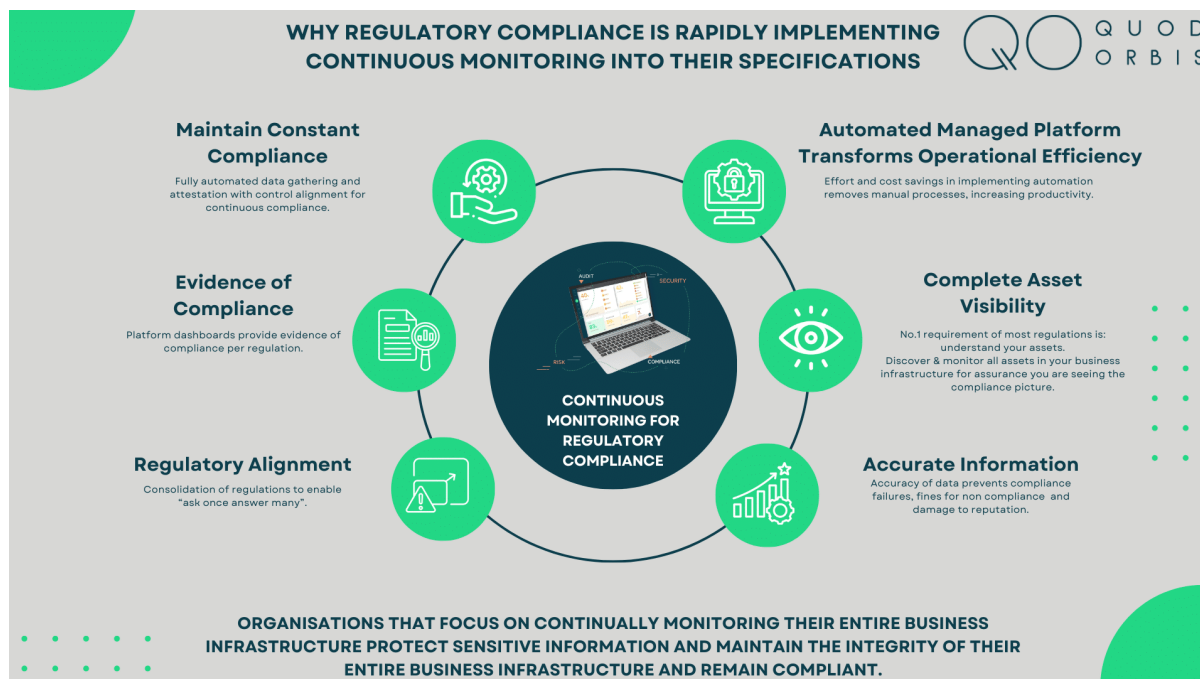 WHY REGULATORY COMPLIANCE IS RAPIDLY IMPLEMENTING
CONTINUOUS MONITORING INTO THEIR SPECIFICATIONS
QUOD
ORBIS
Maintain Constant
Compliance
Fully automated data gathering and
attestation with control alignment for
continuous compliance.
Automated Managed Platform
Transforms Operational Efficiency
Effort and cost savings in implementing automation
removes manual processes, increasing productivity.
Evidence of
Compliance
Platform dashboards provide evidence of
compliance per regulation.
Complete Asset
Visibility
No.1 requirement of most regulations is:
understand your assets.
Discover & monitor all assets in your business
infrastructure for assurance you are seeing the
compliance picture.
AUDIT
SECURITY
RISK
COMPLIANCE
CONTINUOUS
MONITORING FOR
REGULATORY
COMPLIANCE
Regulatory Alignment
Consolidation of regulations to enable
“ask once answer many”.
Accurate Information
Accuracy of data prevents compliance
failures, fines for non compliance and
damage to reputation.
ORGANISATIONS THAT FOCUS ON CONTINUALLY MONITORING THEIR ENTIRE BUSINESS
INFRASTRUCTURE PROTECT SENSITIVE INFORMATION AND MAINTAIN THE INTEGRITY OF THEIR
ENTIRE BUSINESS INFRASTRUCTURE AND REMAIN COMPLIANT.